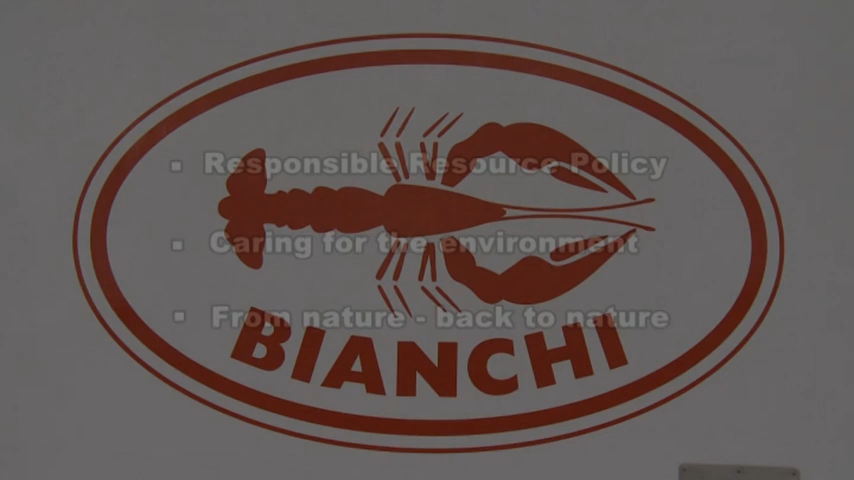 Responsible Resource Policy
Caring for the environment
From nature - back to nature
BIANCHI